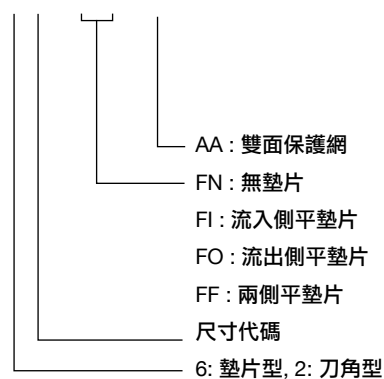 AA : 雙面保護網
FN : 無墊片
FI : 流入側平墊片
FO : 流出側平墊片
FF : 兩側平墊片
尺寸代碼
6: 墊片型, 2: 刀角型